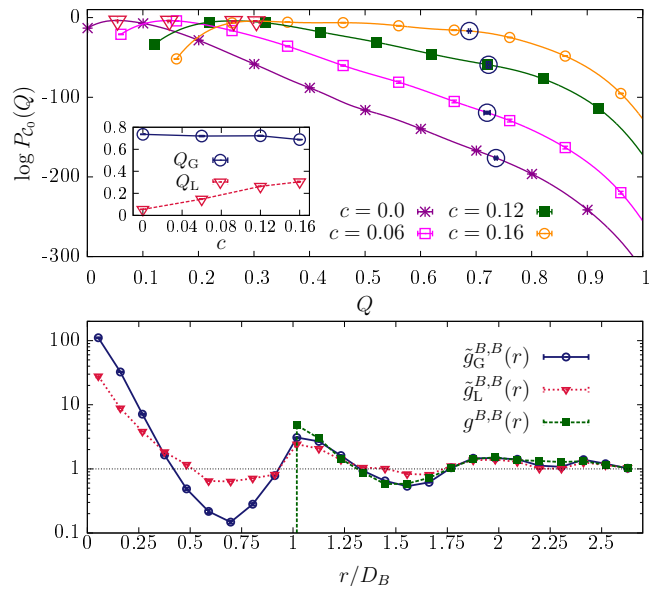 log P_{c_0}(Q)
0
-100
-200
-300
0.8
0.6
0.4
0.2
0
Q_G
Q_L
0 0.04 0.08 0.12 0.16
c
c = 0.0
c = 0.06
c = 0.12
c = 0.16
0 0.1 0.2 0.3 0.4 0.5 0.6 0.7 0.8 0.9 1
Q
100
10
1
0.1
g̃_G^{B,B}(r)
g̃_L^{B,B}(r)
g^{B,B}(r)
0 0.25 0.5 0.75 1 1.25 1.5 1.75 2 2.25 2.5
r/D_B